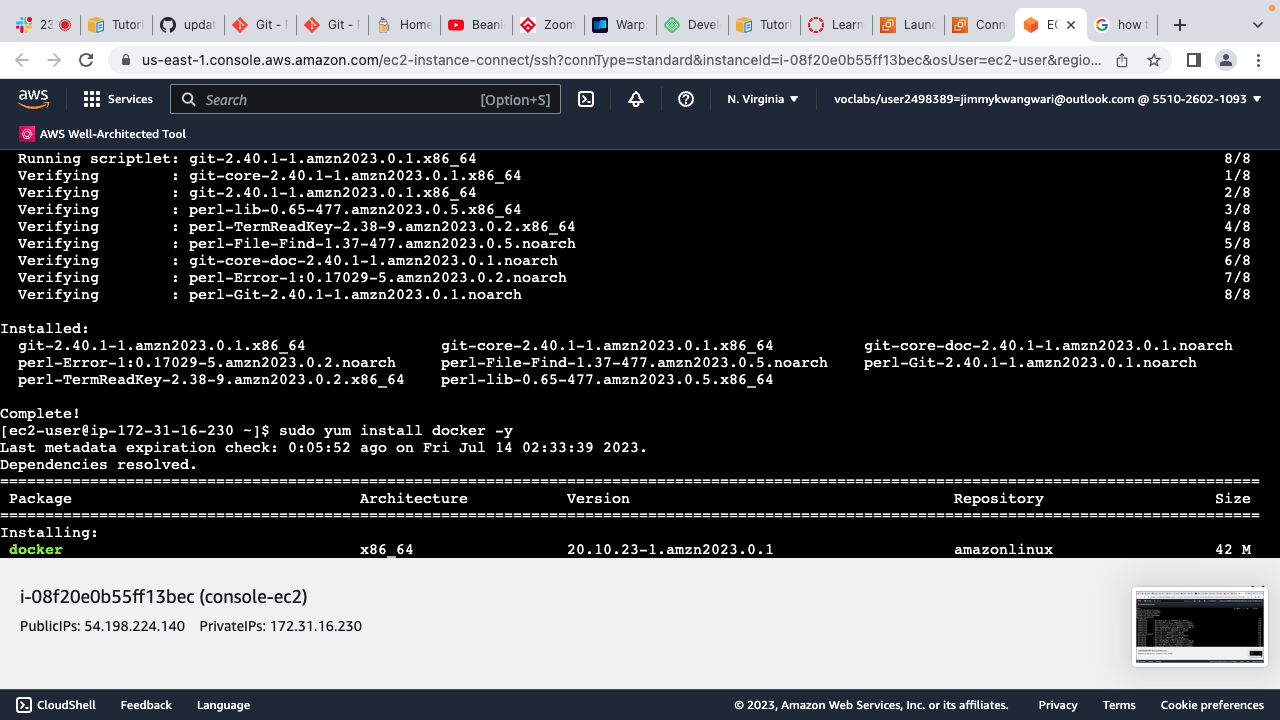 23 Tutori updat Git - F Git - F Home Beani Zoom Warp: Deve Tutori Learn Laun Conn EC how t
us-east-1.console.aws.amazon.com/ec2-instance-connect/ssh?connType=standard&instanceId=i-08f20e0b55ff13bec&osUser=ec2-user&regio...
aws Services Search [Option+S] N. Virginia voclabs/user2498389=jimmykwangwari@outlook.com @ 5510-2602-1093
AWS Well-Architected Tool
Running scriptlet: git-2.40.1-1.amzn2023.0.1.x86_64 8/8
Verifying : git-core-2.40.1-1.amzn2023.0.1.x86_64 1/8
Verifying : git-2.40.1-1.amzn2023.0.1.x86_64 2/8
Verifying : perl-lib-0.65-477.amzn2023.0.5.x86_64 3/8
Verifying : perl-TermReadKey-2.38-9.amzn2023.0.2.x86_64 4/8
Verifying : perl-File-Find-1.37-477.amzn2023.0.5.noarch 5/8
Verifying : git-core-doc-2.40.1-1.amzn2023.0.1.noarch 6/8
Verifying : perl-Error-1:0.17029-5.amzn2023.0.2.noarch 7/8
Verifying : perl-Git-2.40.1-1.amzn2023.0.1.noarch 8/8
Installed:
git-2.40.1-1.amzn2023.0.1.x86_64 git-core-2.40.1-1.amzn2023.0.1.x86_64 git-core-doc-2.40.1-1.amzn2023.0.1.noarch
perl-Error-1:0.17029-5.amzn2023.0.2.noarch perl-File-Find-1.37-477.amzn2023.0.5.noarch perl-Git-2.40.1-1.amzn2023.0.1.noarch
perl-TermReadKey-2.38-9.amzn2023.0.2.x86_64 perl-lib-0.65-477.amzn2023.0.5.x86_64
Complete!
[ec2-user@ip-172-31-16-230 ~]$ sudo yum install docker -y
Last metadata expiration check: 0:05:52 ago on Fri Jul 14 02:33:39 2023.
Dependencies resolved.
Package Architecture Version Repository Size
Installing:
docker x86_64 20.10.23-1.amzn2023.0.1 amazonlinux 42 M
i-08f20e0b55ff13bec (console-ec2)
PublicIPs: 54.198.224.140 PrivateIPs: 172.31.16.230
CloudShell Feedback Language © 2023, Amazon Web Services, Inc. or its affiliates. Privacy Terms Cookie preferences